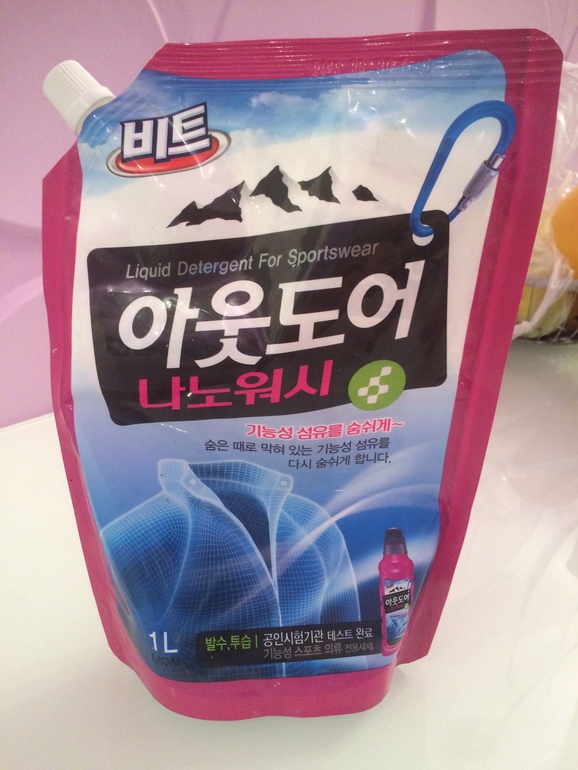 비트
Liquid Detergent For Sportswear
아웃도어
나노워시
기능성 섬유를 숨쉬게~
숨은 때로 막혀 있는 기능성 섬유를
다시 숨쉬게 합니다.
아웃도어
나노워시
1L
발수,투습 | 공인시험기관 테스트 완료
기능성 스포츠 의류 전용세제